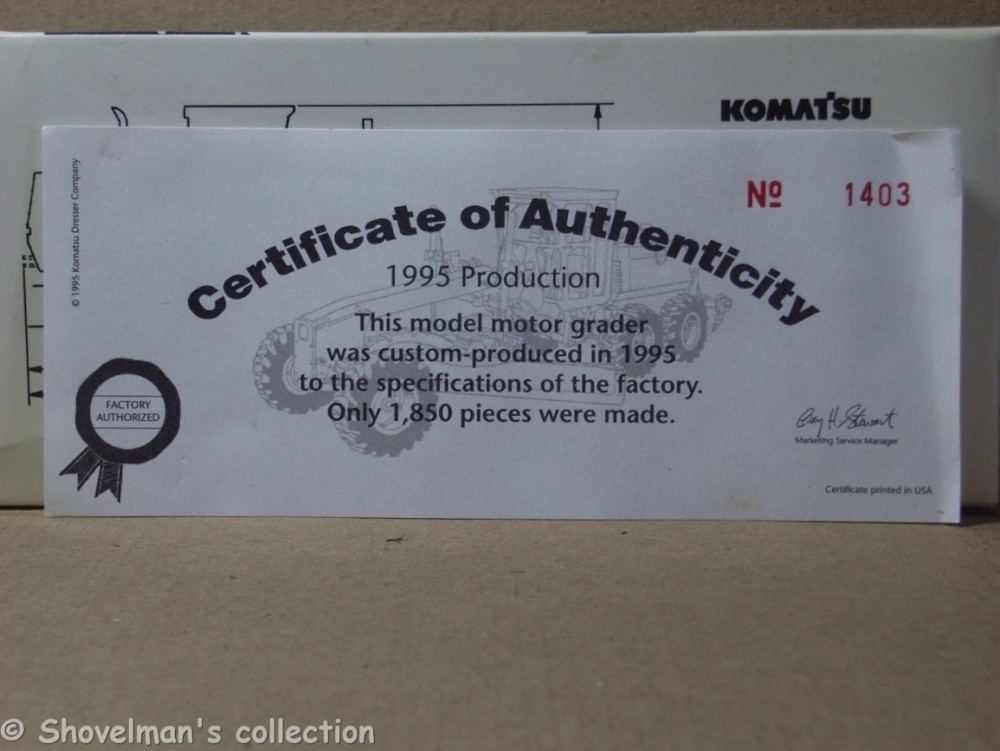 KOMATSU
© 1995 Komatsu Dresser Company
Nº 1403
Certificate of Authenticity
1995 Production
This model motor grader
was custom-produced in 1995
to the specifications of the factory.
Only 1,850 pieces were made.
FACTORY
AUTHORIZED
H Stewart
Marketing Service Manager
Certificate printed in USA
© Shovelman's collection